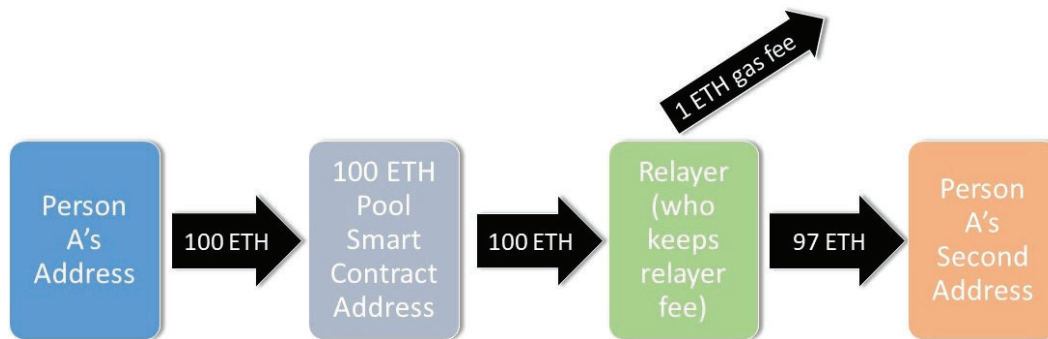 Person
A's
Address
100 ETH
100 ETH
Pool
Smart
Contract
Address
100 ETH
Relayer
(who
keeps
relayer
fee)
1 ETH gas fee
97 ETH
Person
A's
Second
Address